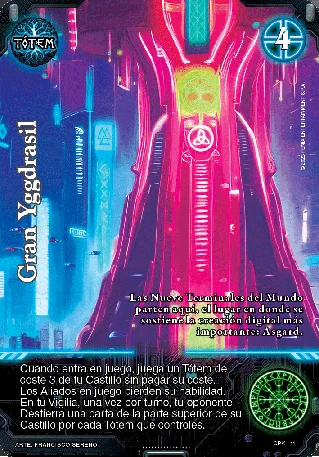 TÓTEM
4
Gran Yggdrasil
Las Nueve Terminales del Mundo
parten aquí, el lugar en donde se
sostiene la creación digital más
importante: Asgard.
Cuando entra en juego, juega un Tótem de
coste 3 de tu Castillo sin pagar su coste.
Los Aliados en juego pierden su habilidad.
En tu Vigilia, una vez por turno, tu oponente
Destierra una carta de la parte superior de su
Castillo por cada Tótem que controles.
ARTE: FRANCISCO SERENO